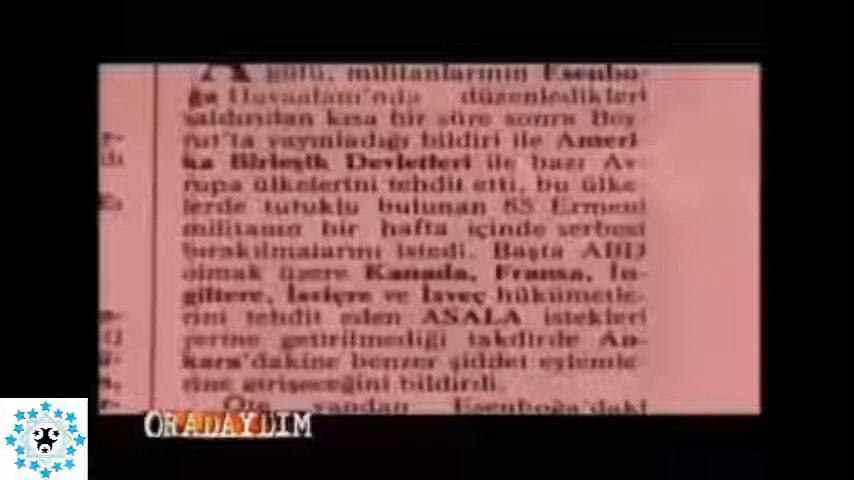 gütü, militanlarının Esenbo-
ğa Havaalanı'nda düzenledikleri
saldırıdan kısa bir süre sonra Bey-
rut'ta yayınladığı bildiri ile Ameri-
ka Birleşik Devletleri ile bazı Av-
rupa ülkelerini tehdit etti, bu ülke-
lerde tutuklu bulunan 85 Ermeni
militanın bir hafta içinde serbest
bırakılmalarını istedi. Başta ABD
olmak üzere Kanada, Fransa, İn-
giltere, İsviçre ve İsveç hükümetle-
rini tehdit eden ASALA istekleri
yerine getirilmediği takdirde An-
kara'dakine benzer şiddet eylemle-
rine girişeceğini bildirdi.
Öte yandan Esenboğa'daki
ORADAYDIM